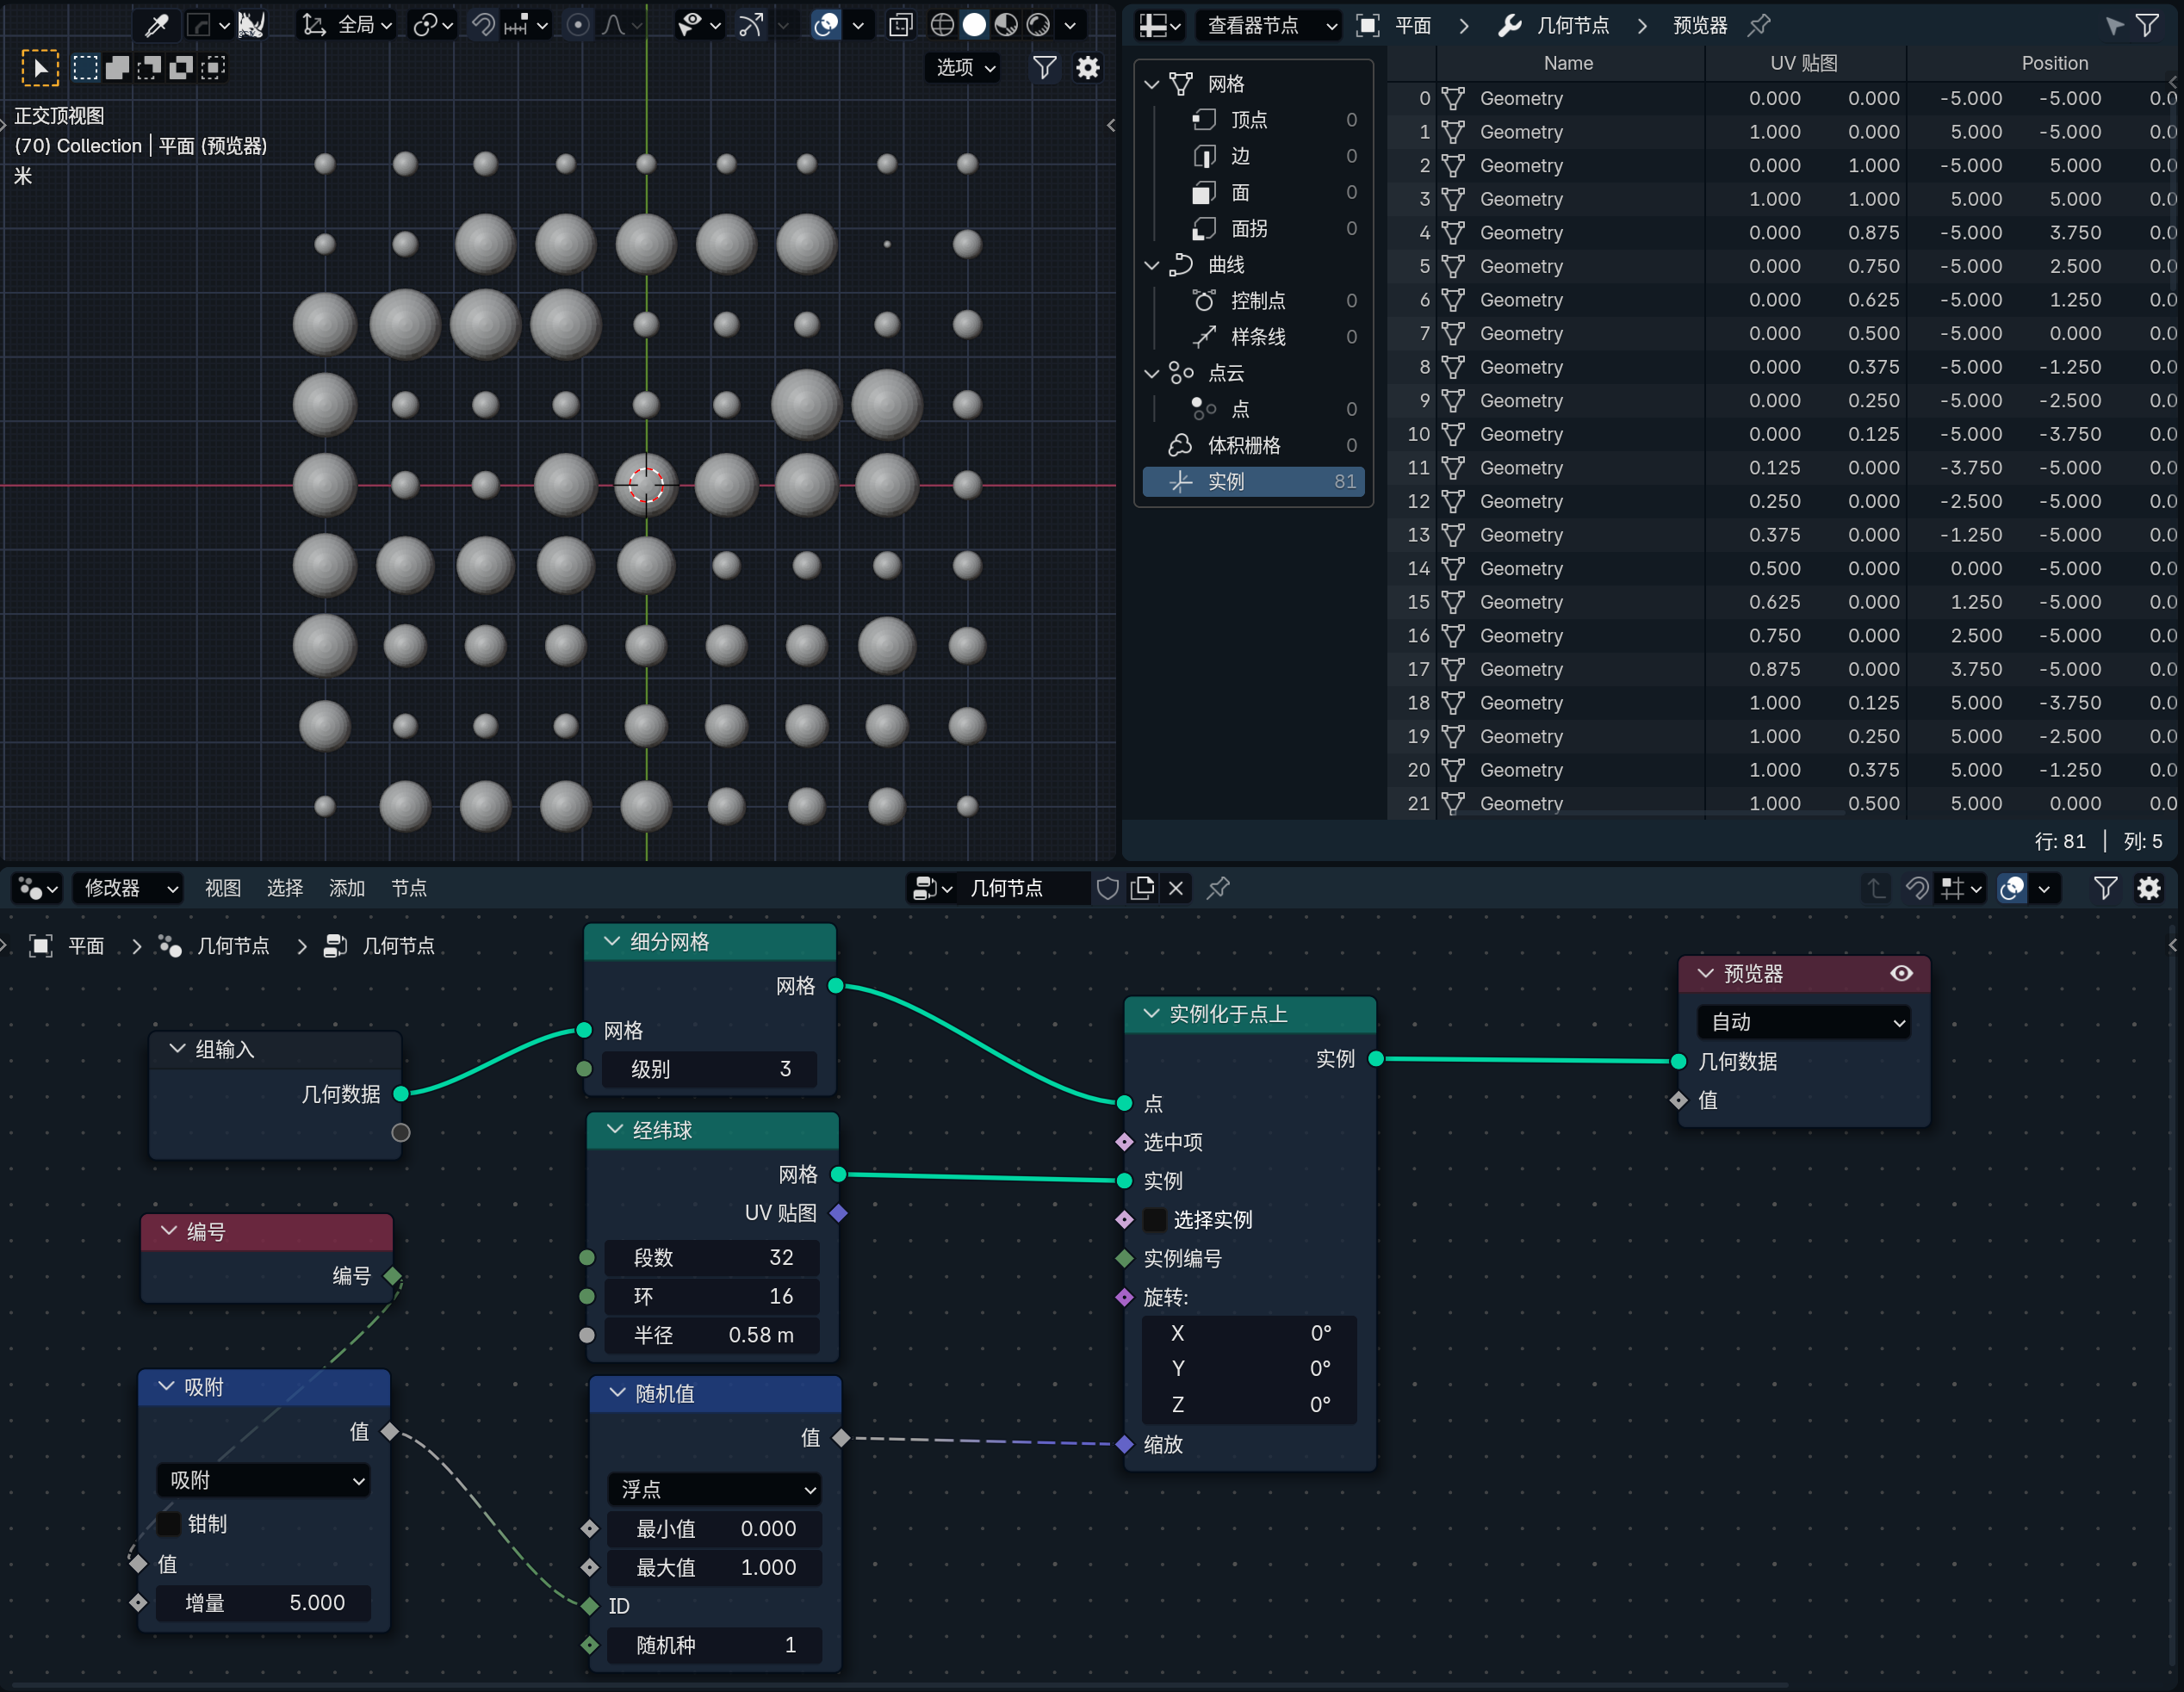 全局
选项
正交顶视图
(70) Collection | 平面 (预览器)
米
查看器节点
平面
几何节点
预览器
网格
顶点 0
边 0
面 0
面拐 0
曲线
控制点 0
样条线 0
点云
点 0
体积栅格 0
实例 81
Name UV 贴图 Position
0 Geometry 0.000 0.000 -5.000 -5.000 0.0
1 Geometry 1.000 0.000 5.000 -5.000 0.0
2 Geometry 0.000 1.000 -5.000 5.000 0.0
3 Geometry 1.000 1.000 5.000 5.000 0.0
4 Geometry 0.000 0.875 -5.000 3.750 0.0
5 Geometry 0.000 0.750 -5.000 2.500 0.0
6 Geometry 0.000 0.625 -5.000 1.250 0.0
7 Geometry 0.000 0.500 -5.000 0.000 0.0
8 Geometry 0.000 0.375 -5.000 -1.250 0.0
9 Geometry 0.000 0.250 -5.000 -2.500 0.0
10 Geometry 0.000 0.125 -5.000 -3.750 0.0
11 Geometry 0.125 0.000 -3.750 -5.000 0.0
12 Geometry 0.250 0.000 -2.500 -5.000 0.0
13 Geometry 0.375 0.000 -1.250 -5.000 0.0
14 Geometry 0.500 0.000 0.000 -5.000 0.0
15 Geometry 0.625 0.000 1.250 -5.000 0.0
16 Geometry 0.750 0.000 2.500 -5.000 0.0
17 Geometry 0.875 0.000 3.750 -5.000 0.0
18 Geometry 1.000 0.125 5.000 -3.750 0.0
19 Geometry 1.000 0.250 5.000 -2.500 0.0
20 Geometry 1.000 0.375 5.000 -1.250 0.0
21 Geometry 1.000 0.500 5.000 0.000 0.0
行: 81 | 列: 5
修改器 视图 选择 添加 节点
几何节点
平面 几何节点 几何节点
组输入
几何数据
编号
编号
吸附
值
吸附
钳制
值
增量 5.000
细分网格
网格
网格
级别 3
经纬球
网格
UV 贴图
段数 32
环 16
半径 0.58 m
随机值
值
浮点
最小值 0.000
最大值 1.000
ID
随机种 1
实例化于点上
实例
点
选中项
实例
选择实例
实例编号
旋转:
X 0°
Y 0°
Z 0°
缩放
预览器
自动
几何数据
值